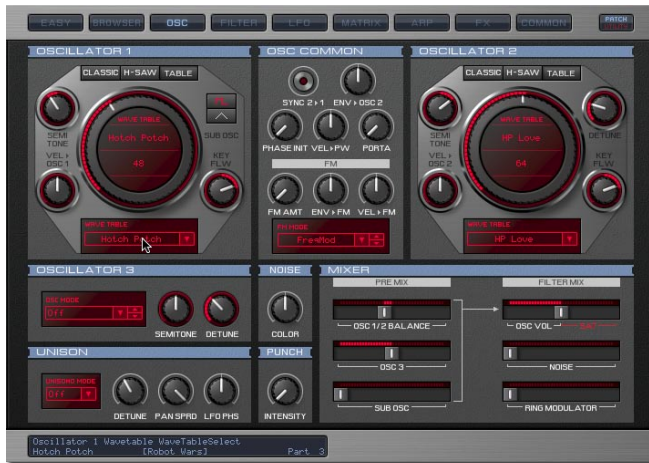 EASY BROWSER OSC FILTER LFO MATRIX ARP FX COMMON PATCH
OSCILLATOR 1
CLASSIC H-SAW TABLE
SEMI TONE
WAVE TABLE
Hotch Potch
46
SUB OSC
VEL▸ OSC 1
KEY FLW
WAVE TABLE
Hotch Potch
OSC COMMON
SYNC 2▸1 ENV▸OSC 2
PHASE INIT VEL▸PW PORTA
FM
FM AMT ENV▸FM VEL▸FM
FM MODE
FreqMod
OSCILLATOR 2
CLASSIC H-SAW TABLE
SEMI TONE
WAVE TABLE
HP Love
64
DETUNE
VEL▸ OSC 2
KEY FLW
WAVE TABLE
HP Love
OSCILLATOR 3
OSC MODE
Off
SEMITONE DETUNE
NOISE
COLOR
MIXER
PRE MIX FILTER MIX
OSC 1/2 BALANCE OSC VOL SAT
OSC 3 NOISE
SUB OSC RING MODULATOR
UNISON
UNISONO MODE
Off
DETUNE PAN SPRD LFO PHS
PUNCH
INTENSITY
Oscillator 1 Wavetable WaveTableSelect
Hotch Potch [Robot Wars] Part 3